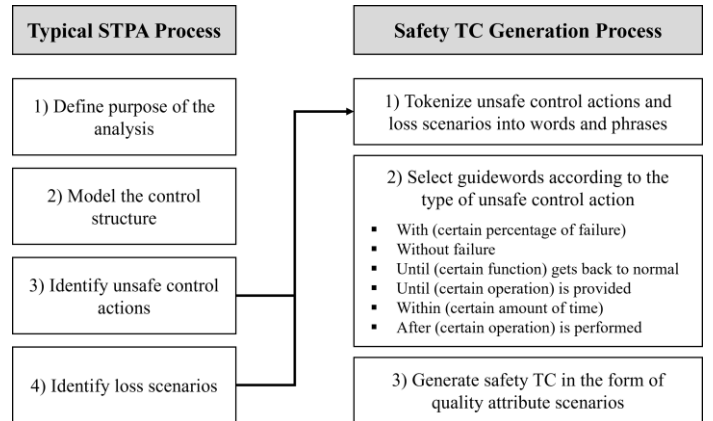 Typical STPA Process
1) Define purpose of the
analysis
2) Model the control
structure
3) Identify unsafe control
actions
4) Identify loss scenarios
Safety TC Generation Process
1) Tokenize unsafe control actions and
loss scenarios into words and phrases
2) Select guidewords according to the
type of unsafe control action
▪ With (certain percentage of failure)
▪ Without failure
▪ Until (certain function) gets back to normal
▪ Until (certain operation) is provided
▪ Within (certain amount of time)
▪ After (certain operation) is performed
3) Generate safety TC in the form of
quality attribute scenarios